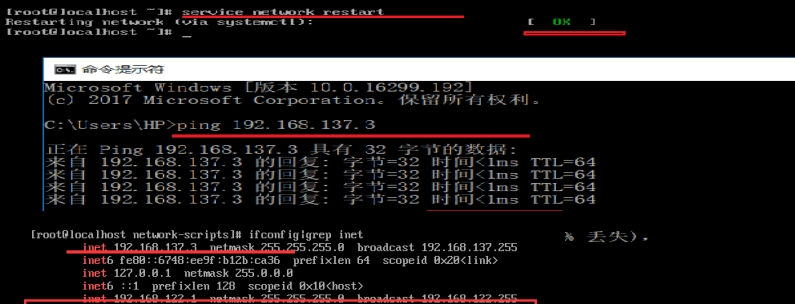 [root@localhost ~]# service network restart
Restarting network (via systemctl): [ OK ]
[root@localhost ~]# _
命令提示符
Microsoft Windows [版本 10.0.16299.192]
(c) 2017 Microsoft Corporation。保留所有权利。
C:\Users\HP>ping 192.168.137.3
正在 Ping 192.168.137.3 具有 32 字节的数据:
来自 192.168.137.3 的回复: 字节=32 时间<1ms TTL=64
来自 192.168.137.3 的回复: 字节=32 时间<1ms TTL=64
来自 192.168.137.3 的回复: 字节=32 时间<1ms TTL=64
来自 192.168.137.3 的回复: 字节=32 时间<1ms TTL=64
[root@localhost network-scripts]# ifconfig|grep inet
% 丢失),
inet 192.168.137.3 netmask 255.255.255.0 broadcast 192.168.137.255
inet6 fe80::6748:ee9f:b12b:ca36 prefixlen 64 scopeid 0x20<link>
inet 127.0.0.1 netmask 255.0.0.0
inet6 ::1 prefixlen 128 scopeid 0x10<host>
inet 192.168.122.1 netmask 255.255.255.0 broadcast 192.168.122.255